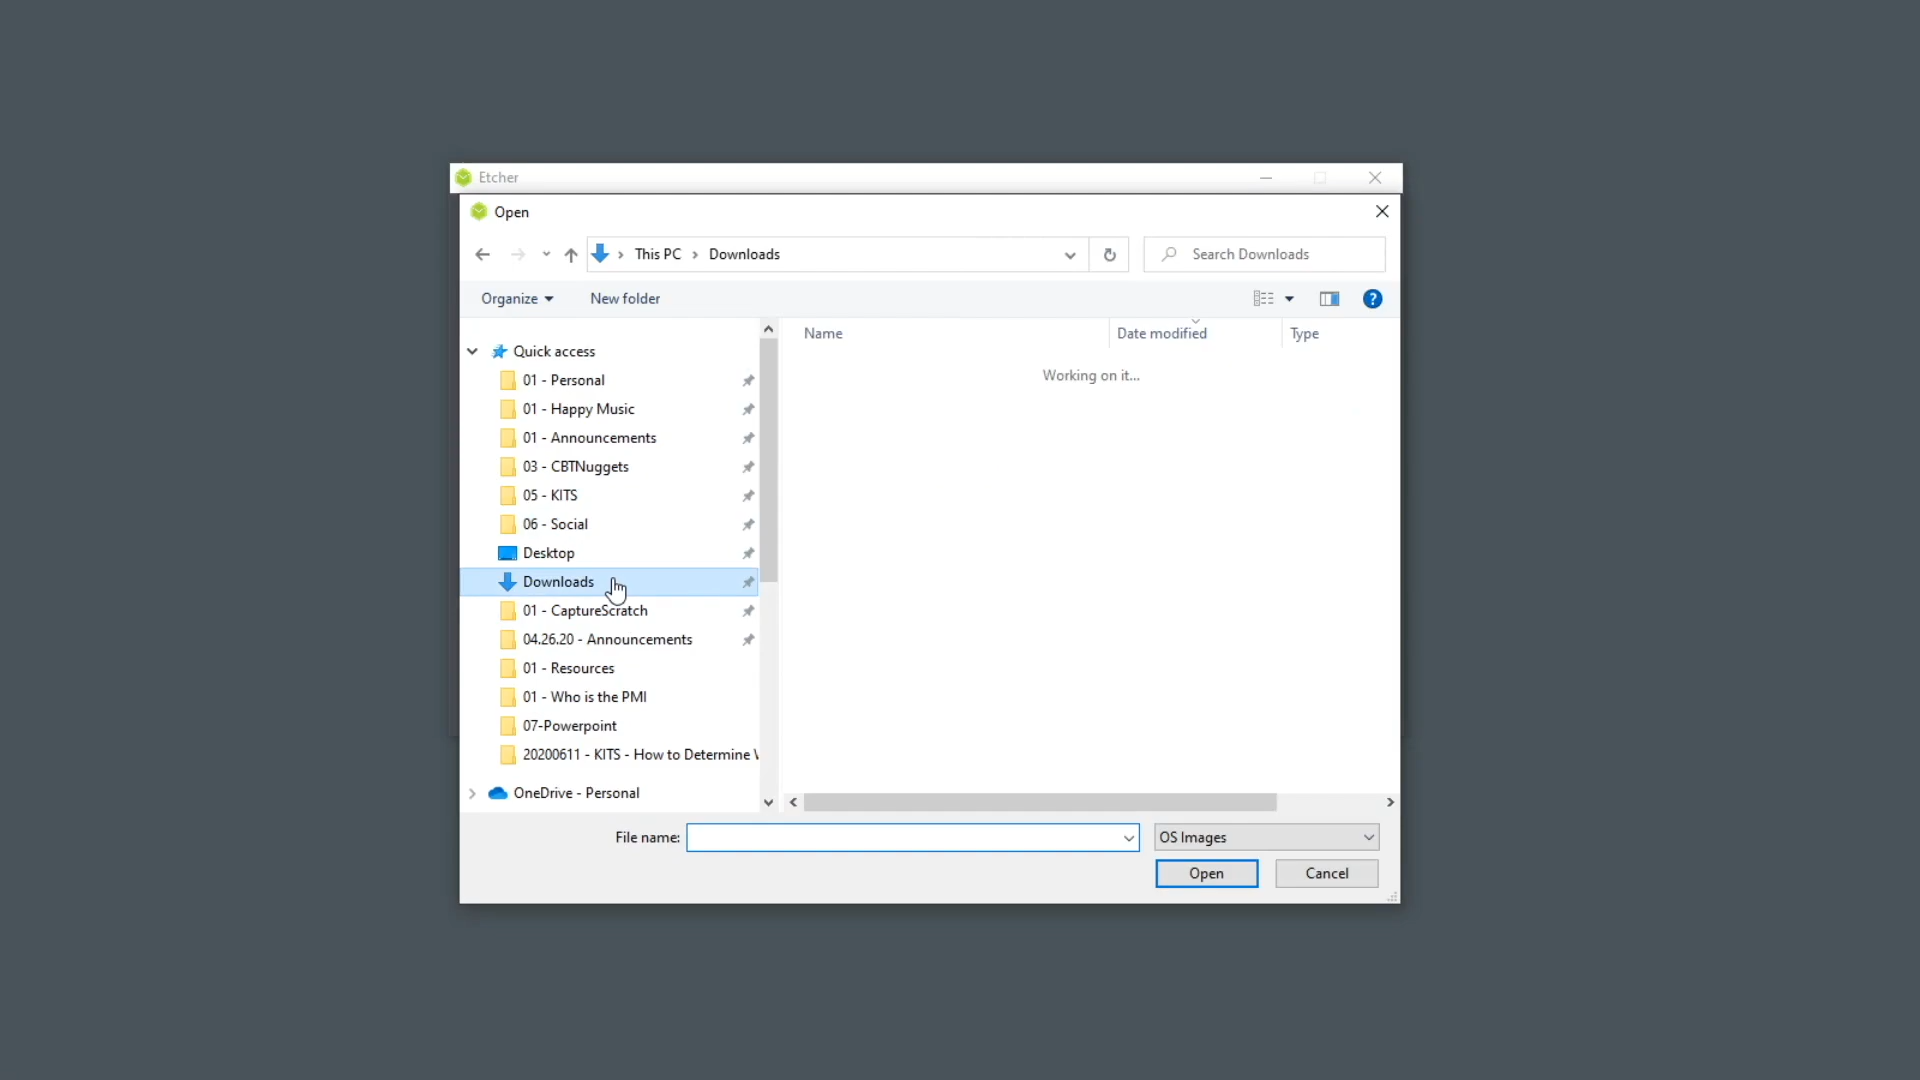 Etcher
Open
This PC > Downloads
Search Downloads
Organize
New folder
Name
Date modified
Type
Working on it...
Quick access
01 - Personal
01 - Happy Music
01 - Announcements
03 - CBTNuggets
05 - KITS
06 - Social
Desktop
Downloads
01 - CaptureScratch
04.26.20 - Announcements
01 - Resources
01 - Who is the PMI
07-Powerpoint
20200611 - KITS - How to Determine
OneDrive - Personal
File name:
OS Images
Open
Cancel